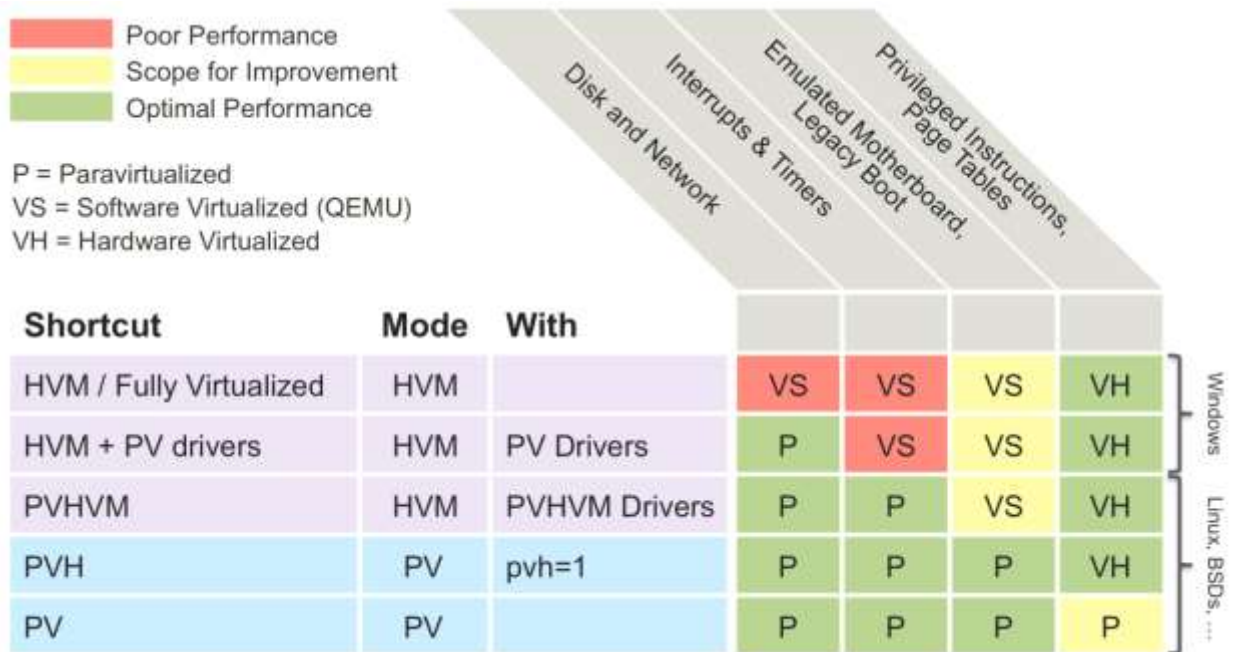 Poor Performance
Scope for Improvement
Optimal Performance
P = Paravirtualized
VS = Software Virtualized (QEMU)
VH = Hardware Virtualized
Disk and Network
Interrupts & Timers
Emulated Motherboard,
Legacy Boot
Privileged Instructions,
Page Tables
Shortcut Mode With
HVM / Fully Virtualized HVM VS VS VS VH
HVM + PV drivers HVM PV Drivers P VS VS VH
Windows
PVHVM HVM PVHVM Drivers P P VS VH
PVH PV pvh=1 P P P VH
PV PV P P P P
Linux, BSDs, ...